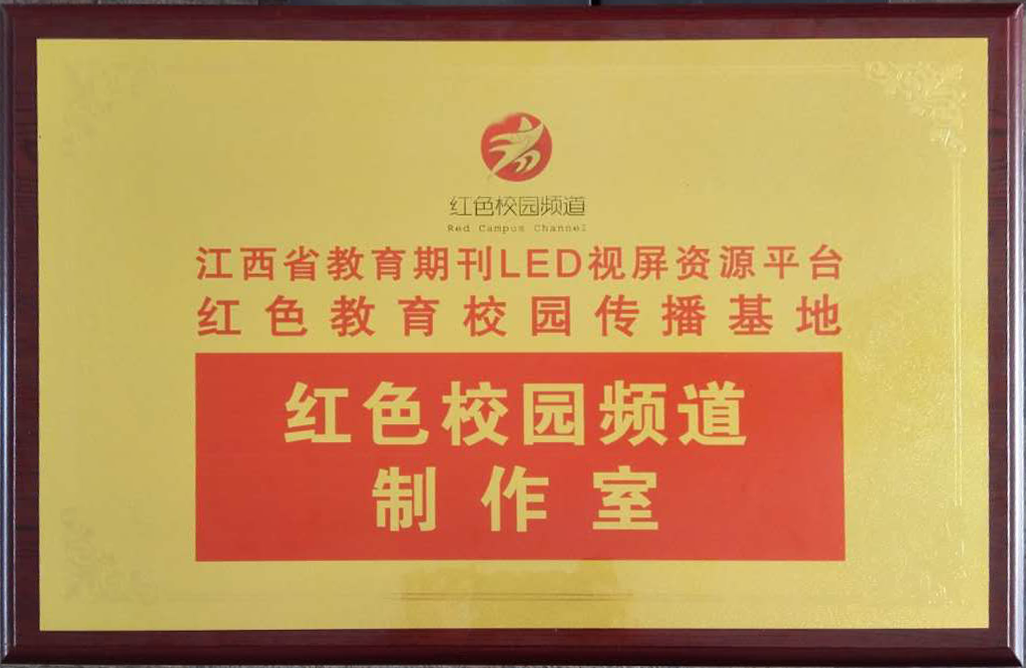 红色校园频道
Red Campus Channel
江西省教育期刊LED视屏资源平台
红色教育校园传播基地
红色校园频道
制作室